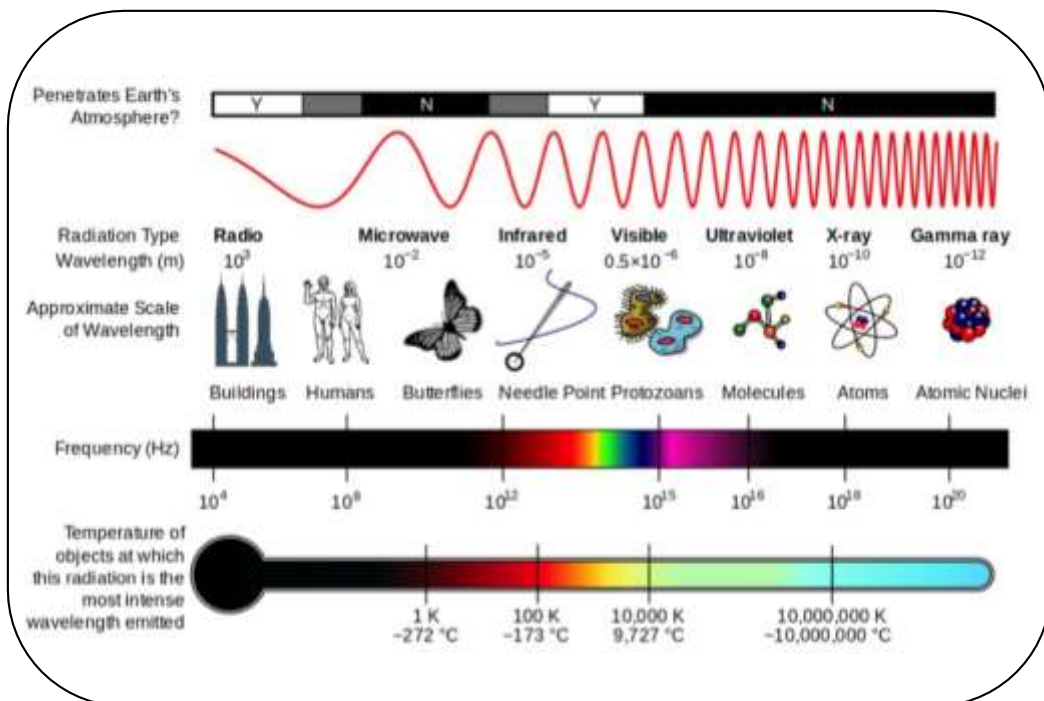 Penetrates Earth's
Atmosphere?
Y N Y N
Radiation Type
Radio Microwave Infrared Visible Ultraviolet X-ray Gamma ray
Wavelength (m)
10³ 10⁻² 10⁻⁵ 0.5×10⁻⁶ 10⁻⁸ 10⁻¹⁰ 10⁻¹²
Approximate Scale
of Wavelength
Buildings Humans Butterflies Needle Point Protozoans Molecules Atoms Atomic Nuclei
Frequency (Hz)
10⁴ 10⁸ 10¹² 10¹⁵ 10¹⁶ 10¹⁸ 10²⁰
Temperature of
objects at which
this radiation is the
most intense
wavelength emitted
1 K 100 K 10,000 K 10,000,000 K
−272 °C −173 °C 9,727 °C ~10,000,000 °C